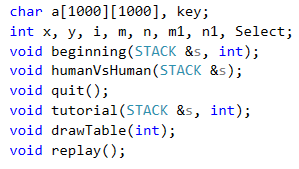 char a[1000][1000], key;
int x, y, i, m, n, m1, n1, Select;
void beginning(STACK &s, int);
void humanVsHuman(STACK &s);
void quit();
void tutorial(STACK &s, int);
void drawTable(int);
void replay();